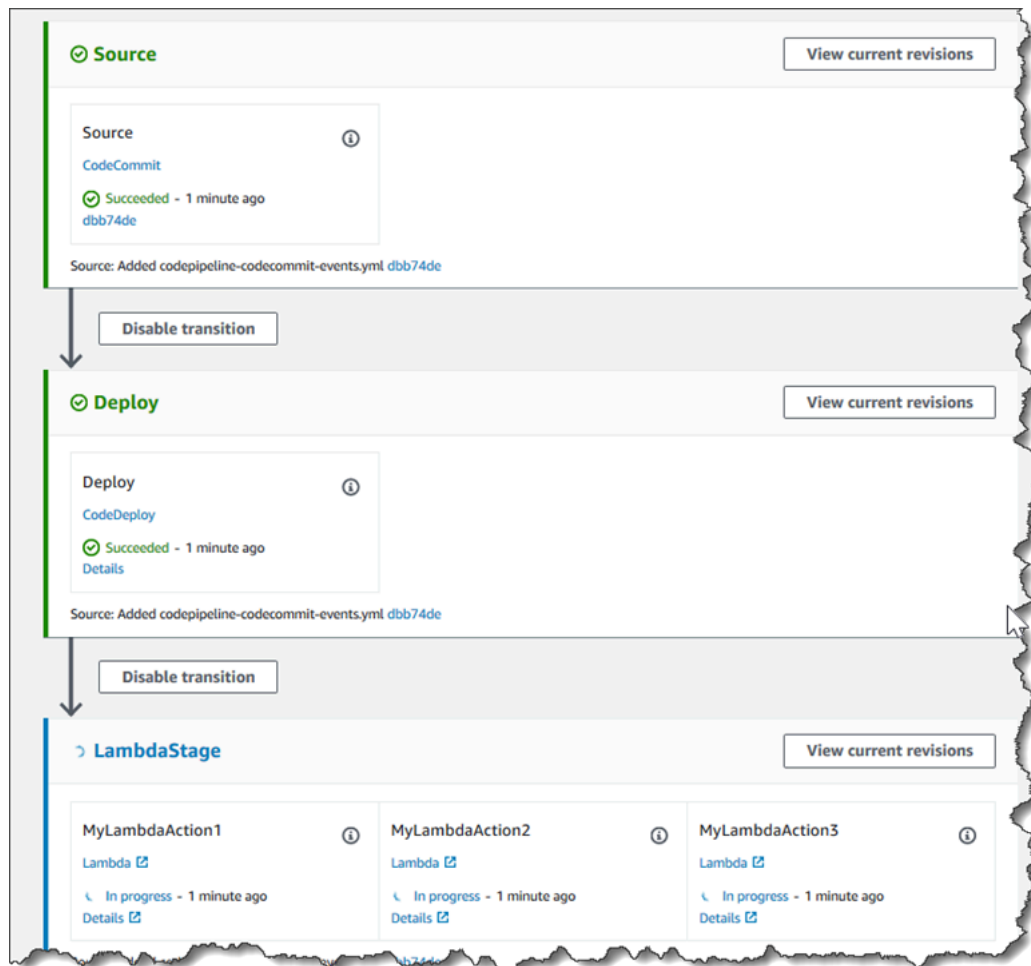 Source
View current revisions
Source
CodeCommit
Succeeded - 1 minute ago
dbb74de
Source: Added codepipeline-codecommit-events.yml dbb74de
Disable transition
Deploy
View current revisions
Deploy
CodeDeploy
Succeeded - 1 minute ago
Details
Source: Added codepipeline-codecommit-events.yml dbb74de
Disable transition
LambdaStage
View current revisions
MyLambdaAction1
Lambda
In progress - 1 minute ago
Details
MyLambdaAction2
Lambda
In progress - 1 minute ago
Details
MyLambdaAction3
Lambda
In progress - 1 minute ago
Details